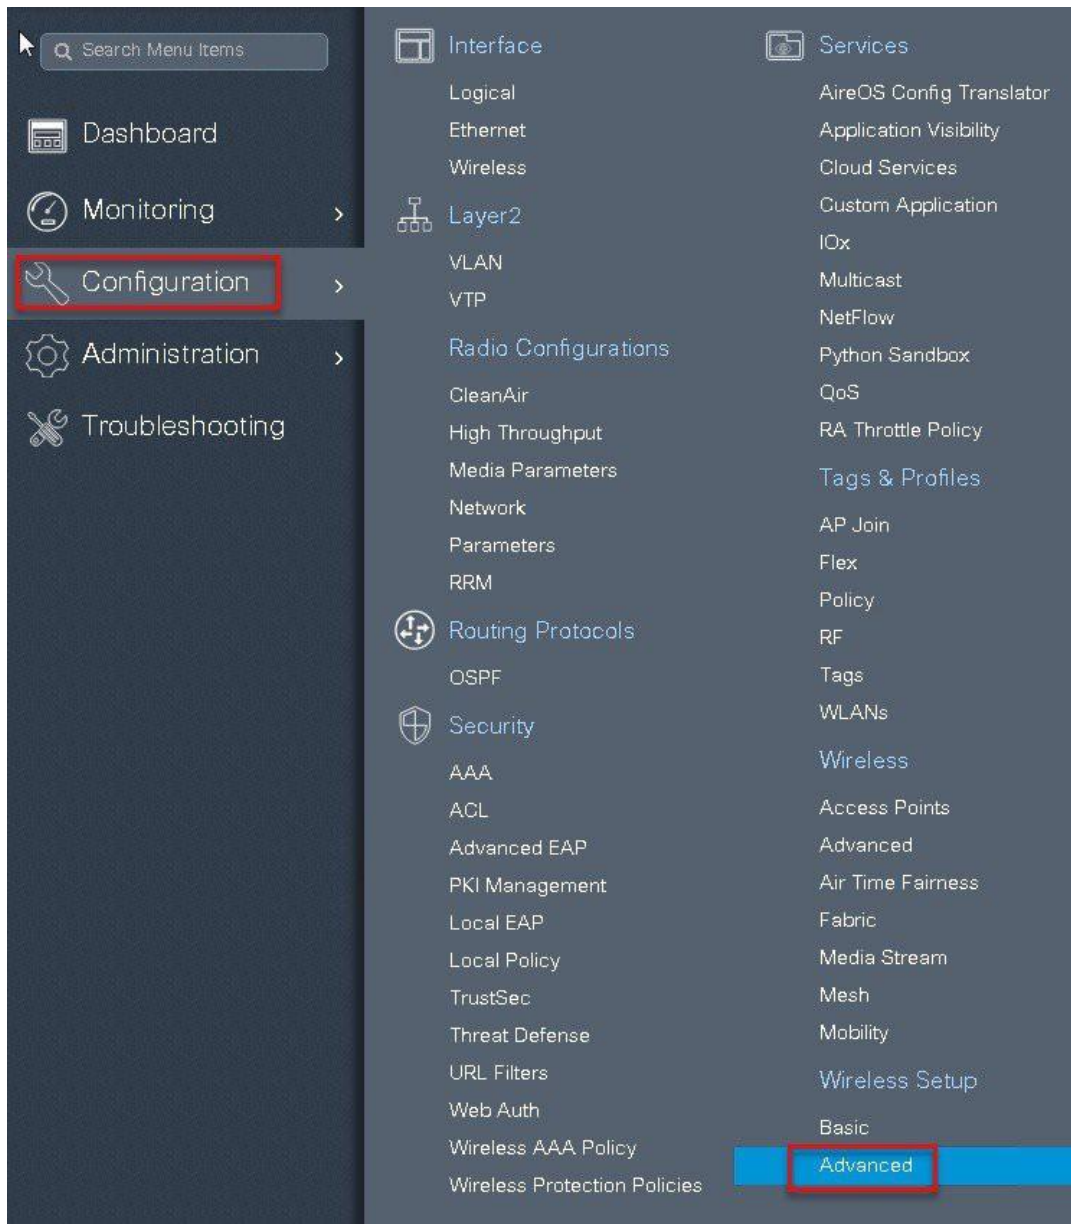 Search Menu Items
Dashboard
Monitoring
Configuration
Administration
Troubleshooting
Interface
Logical
Ethernet
Wireless
Layer2
VLAN
VTP
Radio Configurations
CleanAir
High Throughput
Media Parameters
Network
Parameters
RRM
Routing Protocols
OSPF
Security
AAA
ACL
Advanced EAP
PKI Management
Local EAP
Local Policy
TrustSec
Threat Defense
URL Filters
Web Auth
Wireless AAA Policy
Wireless Protection Policies
Services
AireOS Config Translator
Application Visibility
Cloud Services
Custom Application
IOx
Multicast
NetFlow
Python Sandbox
QoS
RA Throttle Policy
Tags & Profiles
AP Join
Flex
Policy
RF
Tags
WLANs
Wireless
Access Points
Advanced
Air Time Fairness
Fabric
Media Stream
Mesh
Mobility
Wireless Setup
Basic
Advanced